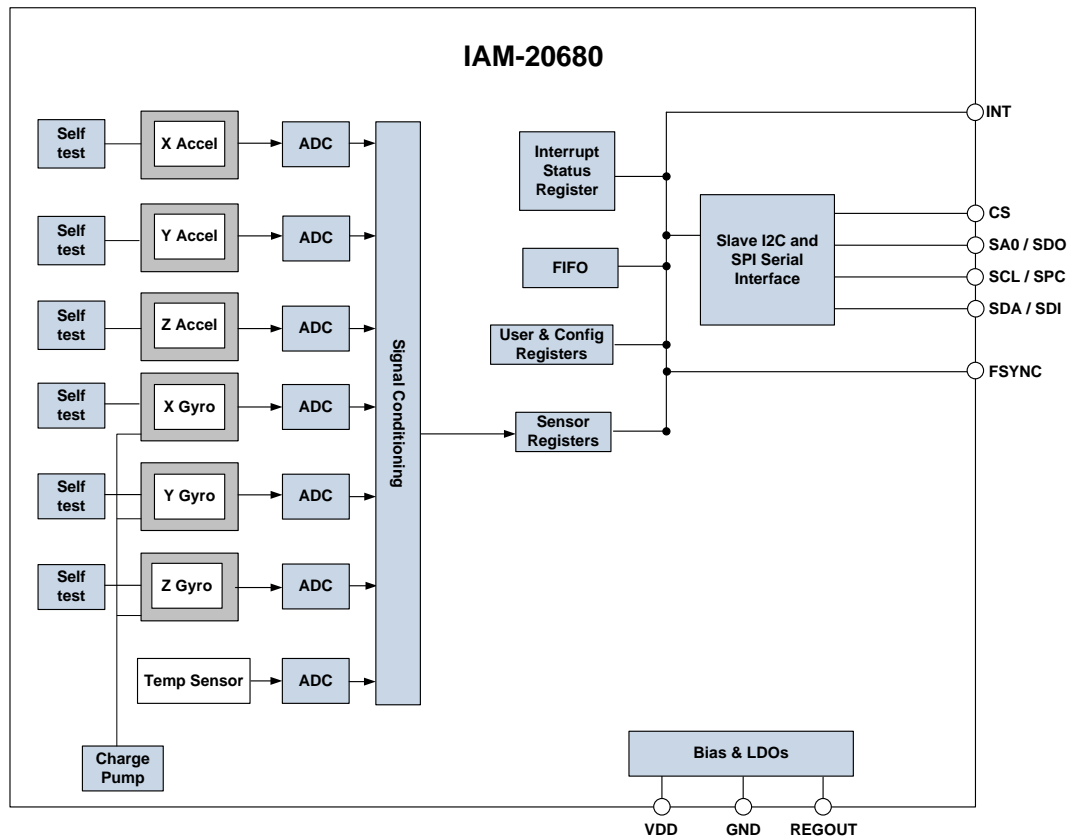 IAM-20680
Self
test
X Accel
ADC
Self
test
Y Accel
ADC
Self
test
Z Accel
ADC
Self
test
X Gyro
ADC
Self
test
Y Gyro
ADC
Self
test
Z Gyro
ADC
Temp Sensor
ADC
Charge
Pump
Signal Conditioning
Interrupt
Status
Register
FIFO
User & Config
Registers
Sensor
Registers
Slave I2C and
SPI Serial
Interface
INT
CS
SA0 / SDO
SCL / SPC
SDA / SDI
FSYNC
Bias & LDOs
VDD
GND
REGOUT